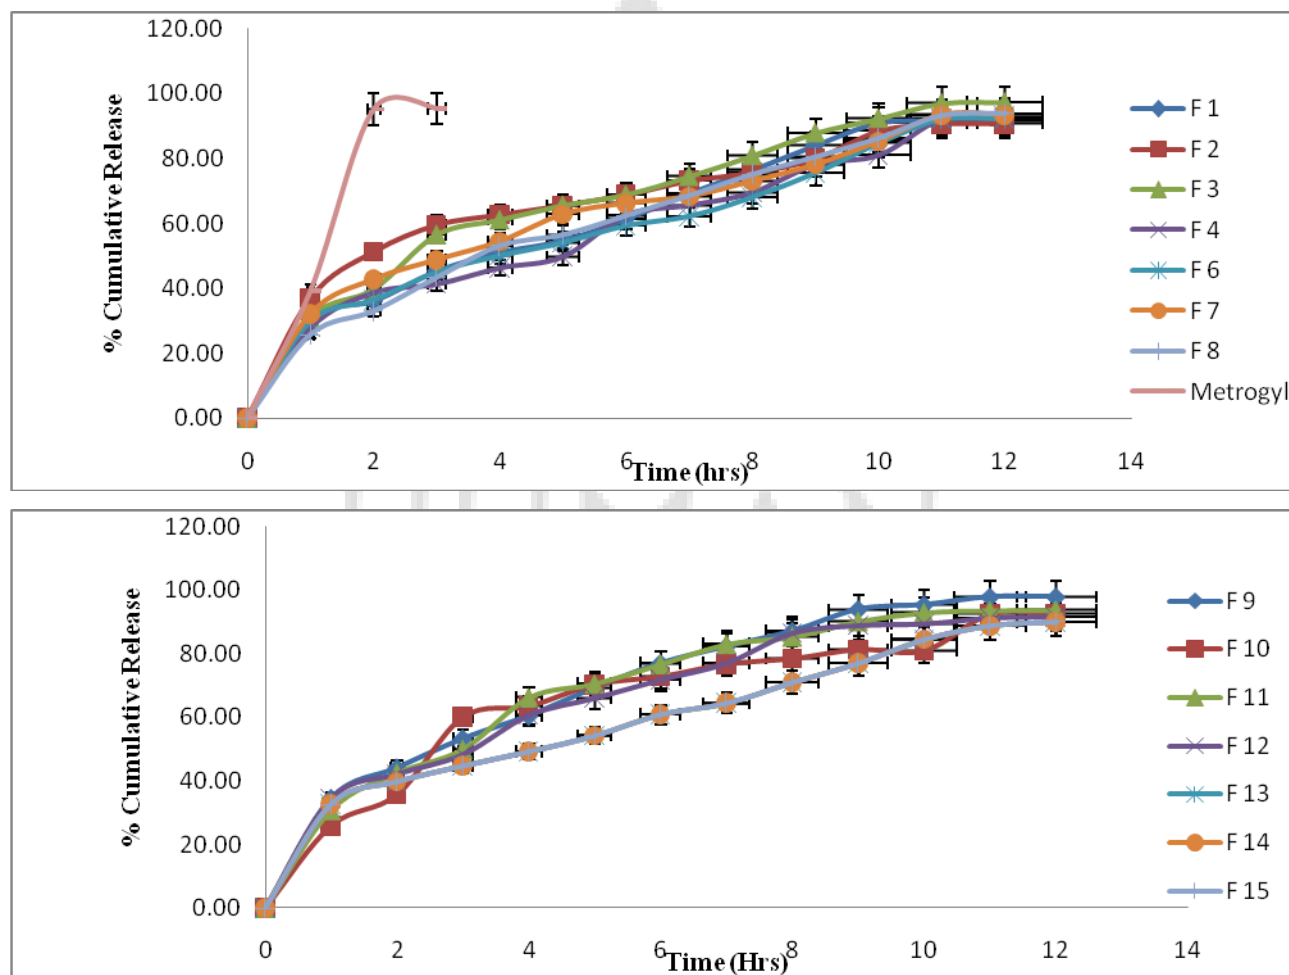 120.00
100.00
80.00
60.00
40.00
20.00
0.00
% Cumulative Release
0 2 4 6 8 10 12 14
Time (hrs)
F 1
F 2
F 3
F 4
F 6
F 7
F 8
Metrogyl
120.00
100.00
80.00
60.00
40.00
20.00
0.00
% Cumulative Release
0 2 4 6 8 10 12 14
Time (Hrs)
F 9
F 10
F 11
F 12
F 13
F 14
F 15